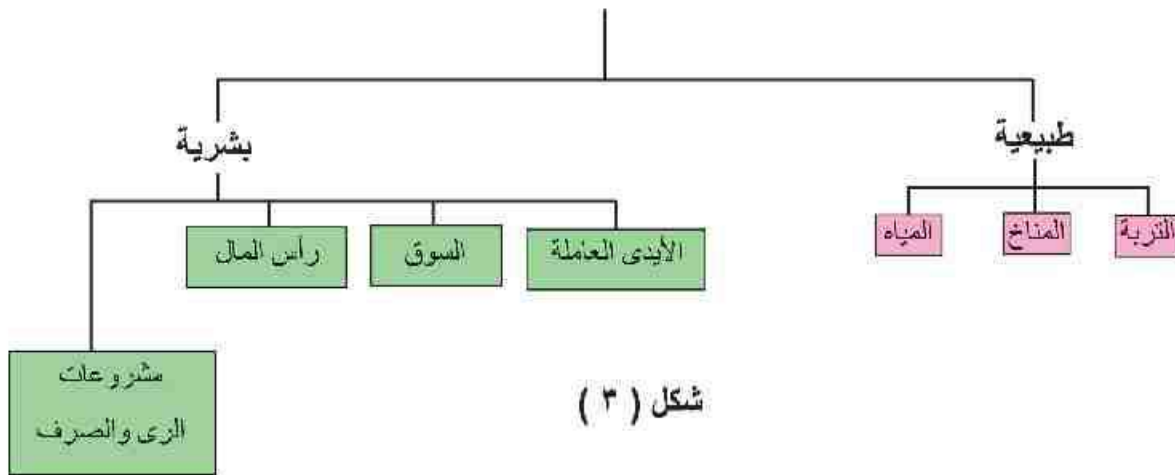 طبيعية
بشرية
التربة
المناخ
المياه
الأيدى العاملة
السوق
رأس المال
مشروعات
الرى والصرف
شكل ( ٣ )